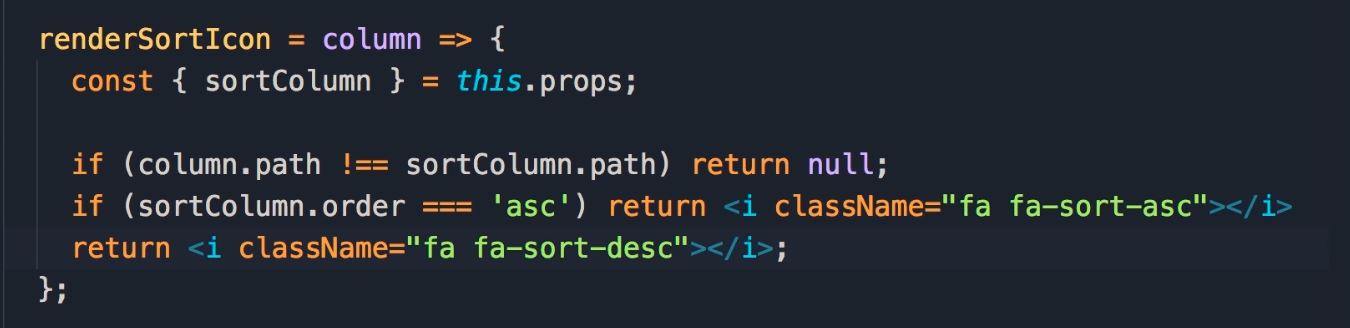 renderSortIcon = column => {
  const { sortColumn } = this.props;

  if (column.path !== sortColumn.path) return null;
  if (sortColumn.order === 'asc') return <i className="fa fa-sort-asc"></i>
  return <i className="fa fa-sort-desc"></i>;
};